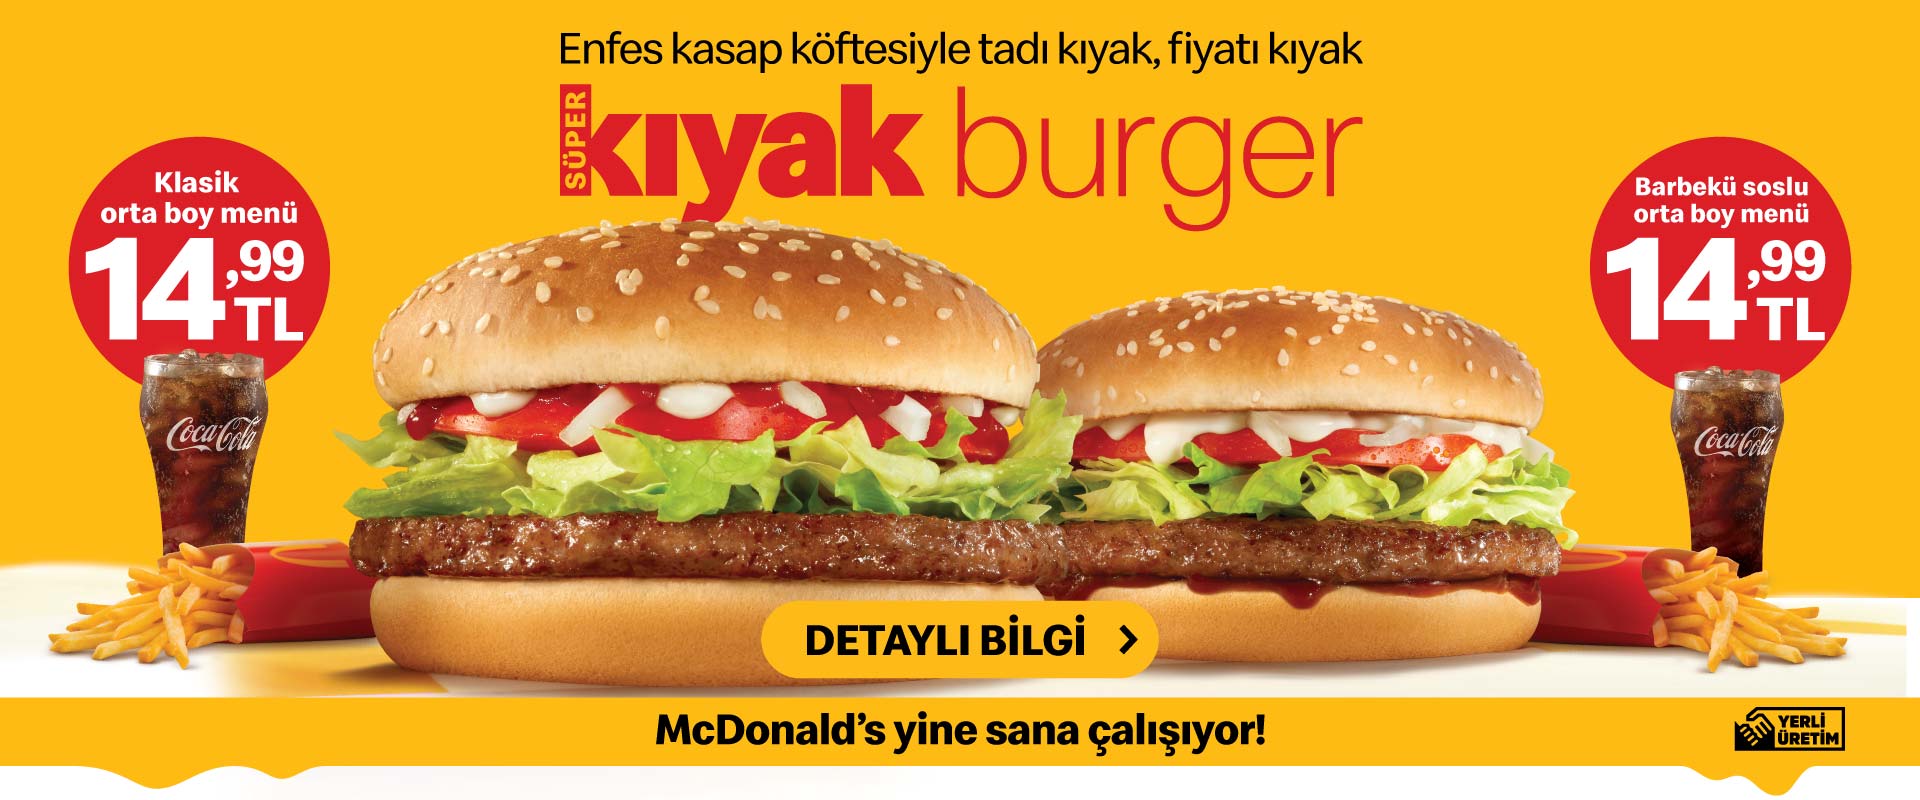 Enfes kasap köftesiyle tadı kıyak, fiyatı kıyak
SÜPER kıyak burger
Klasik
orta boy menü
14,99
TL
Coca-Cola
Barbekü soslu
orta boy menü
14,99
TL
Coca-Cola
DETAYLI BİLGİ >
McDonald's yine sana çalışıyor!
YERLİ
ÜRETİM